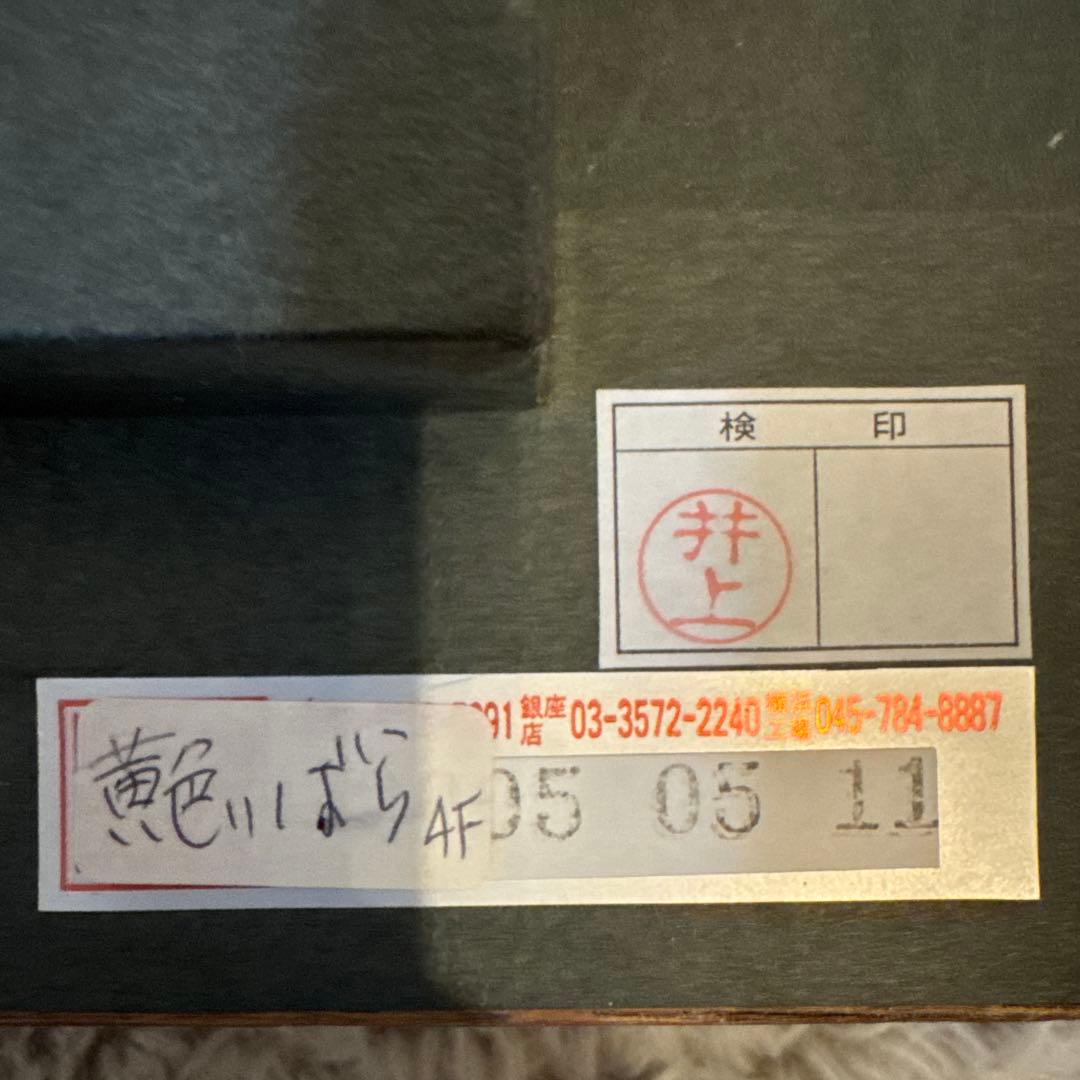 検 印
井上
291 銀座店 03-3572-2240 横浜工場 045-784-8887
黄色いばら 4F
05 05 11